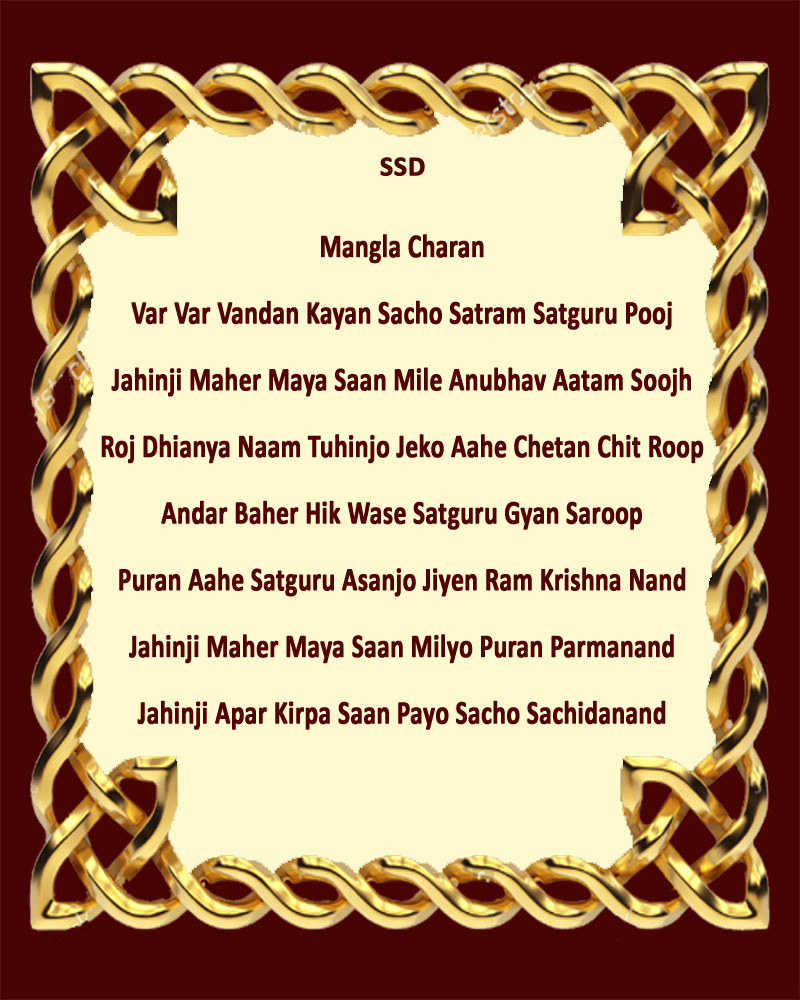 SSD
Mangla Charan
Var Var Vandan Kayan Sacho Satram Satguru Pooj
Jahinji Maher Maya Saan Mile Anubhav Aatam Soojh
Roj Dhianya Naam Tuhinjo Jeko Aahe Chetan Chit Roop
Andar Baher Hik Wase Satguru Gyan Saroop
Puran Aahe Satguru Asanjo Jiyen Ram Krishna Nand
Jahinji Maher Maya Saan Milyo Puran Parmanand
Jahinji Apar Kirpa Saan Payo Sacho Sachidanand